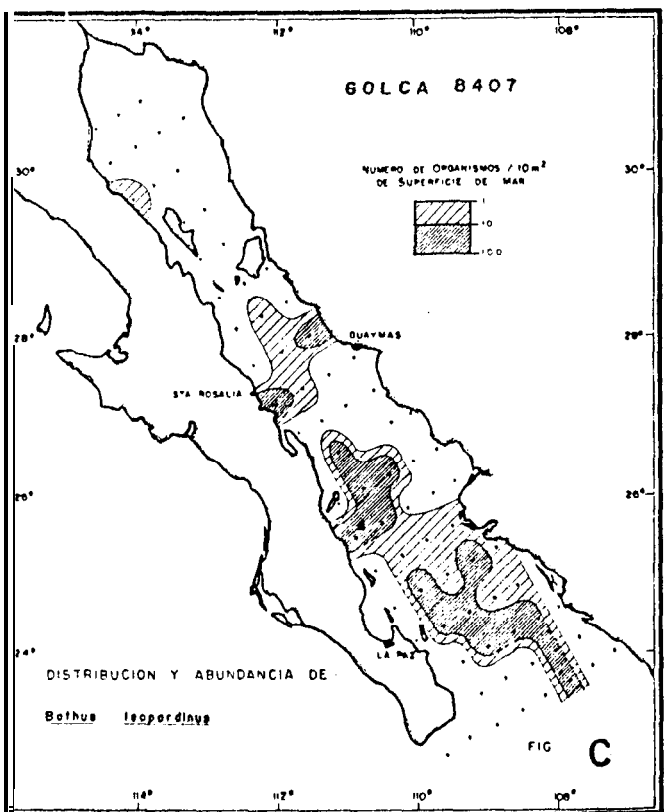 114° 112° 110° 108°
GOLCA 8407
NUMERO DE ORGANISMOS / 10 m²
DE SUPERFICIE DE MAR
1
10
100
30° 30°
28° 28°
GUAYMAS
STA ROSALIA
26° 26°
24° 24°
LA PAZ
DISTRIBUCION Y ABUNDANCIA DE
Bothus leopardinus
FIG C
114° 112° 110° 108°